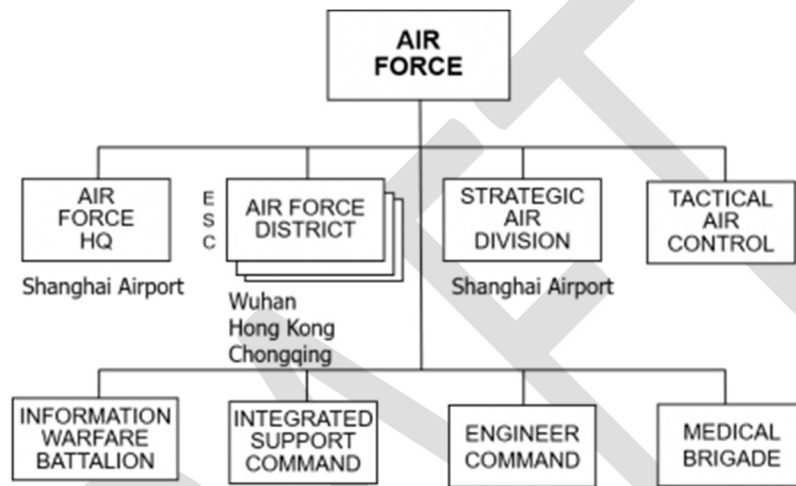 AIR
FORCE
AIR
FORCE
HQ
E
S
C
AIR FORCE
DISTRICT
STRATEGIC
AIR
DIVISION
TACTICAL
AIR
CONTROL
Shanghai Airport
Wuhan
Hong Kong
Chongqing
Shanghai Airport
INFORMATION
WARFARE
BATTALION
INTEGRATED
SUPPORT
COMMAND
ENGINEER
COMMAND
MEDICAL
BRIGADE